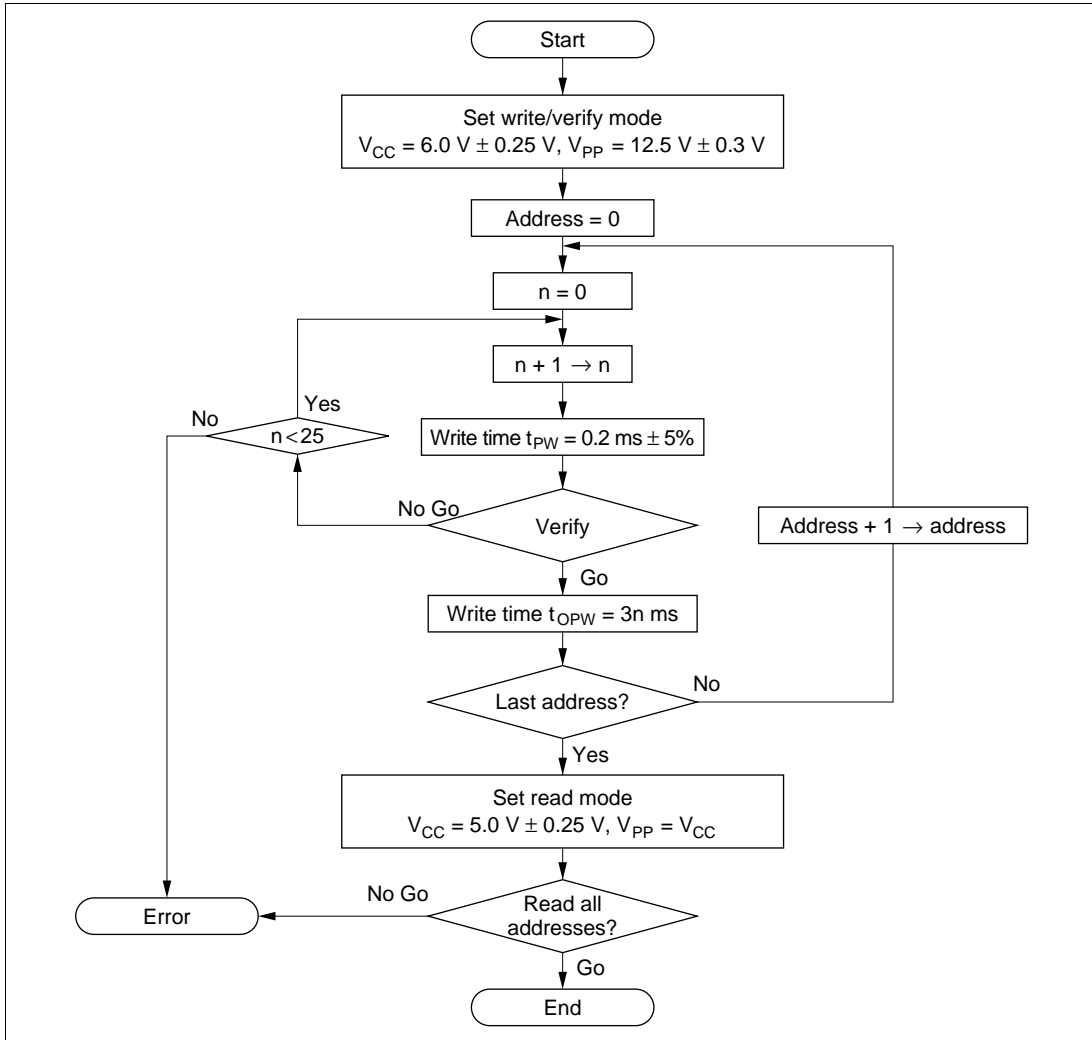 Start
Set write/verify mode
VCC = 6.0 V ± 0.25 V, VPP = 12.5 V ± 0.3 V
Address = 0
n = 0
n + 1 → n
No
Yes
n < 25
Write time tPW = 0.2 ms ± 5%
No Go
Verify
Address + 1 → address
Go
Write time tOPW = 3n ms
Last address?
No
Yes
Set read mode
VCC = 5.0 V ± 0.25 V, VPP = VCC
No Go
Read all
addresses?
Error
Go
End